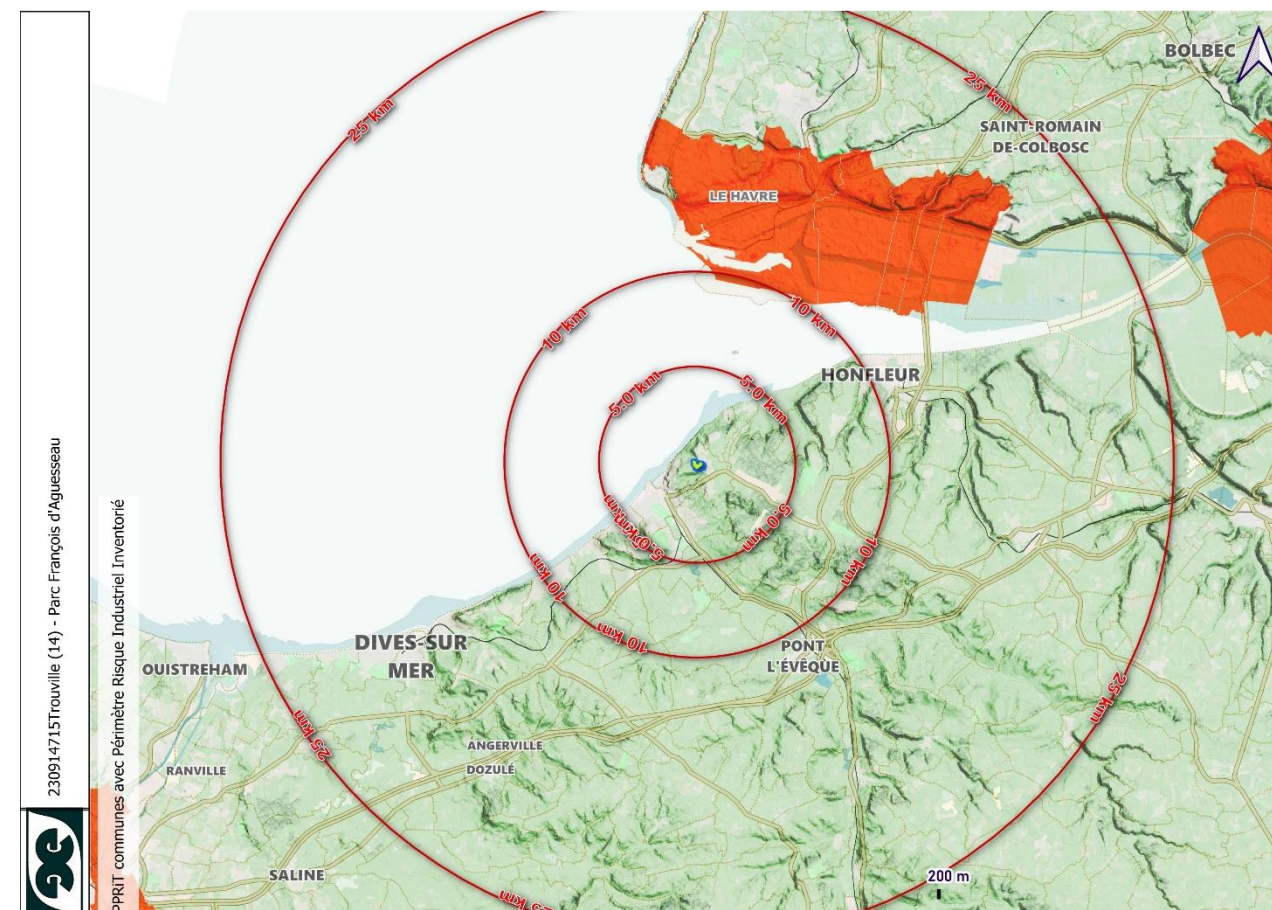 230914715Trouville (14) - Parc François d'Aguesseau
PPRiT communes avec Périmètre Risque Industriel Inventorié
BOLBEC
25 km
25 km
SAINT-ROMAIN
DE-COLBOSC
LE HAVRE
10 km
10 km
HONFLEUR
5.0 km
5.0 km
5.0 km
5.0 km
10 km
10 km
10 km
DIVES-SUR
MER
OUISTREHAM
PONT
L'ÉVÊQUE
25 km
25 km
ANGERVILLE
DOZULÉ
RANVILLE
SALINE
200 m
25 km